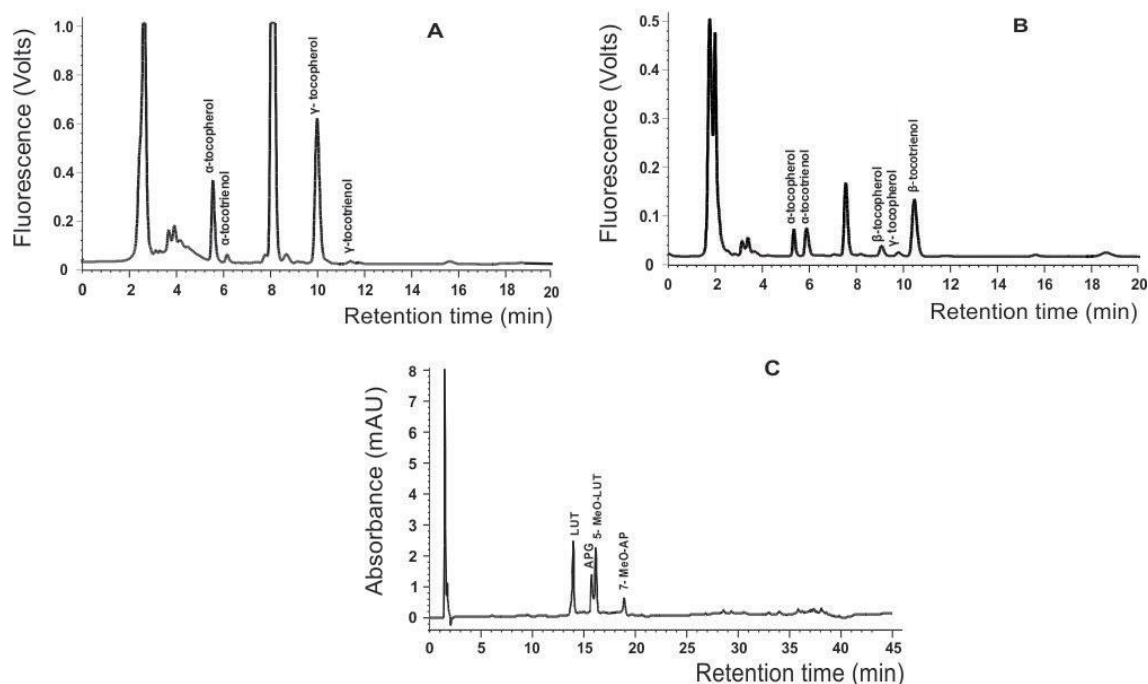 A
Fluorescence (Volts)
1.0
0.8
0.6
0.4
0.2
0
α-tocopherol
α-tocotrienol
γ- tocopherol
γ-tocotrienol
0 2 4 6 8 10 12 14 16 18 20
Retention time (min)
B
Fluorescence (Volts)
0.5
0.4
0.3
0.2
0.1
0
α-tocopherol
α-tocotrienol
β-tocopherol
γ- tocopherol
β-tocotrienol
0 2 4 6 8 10 12 14 16 18 20
Retention time (min)
C
Absorbance (mAU)
8
7
6
5
4
3
2
1
0
LUT
APG
5- MeO-LUT
7- MeO-AP
0 5 10 15 20 25 30 35 40 45
Retention time (min)